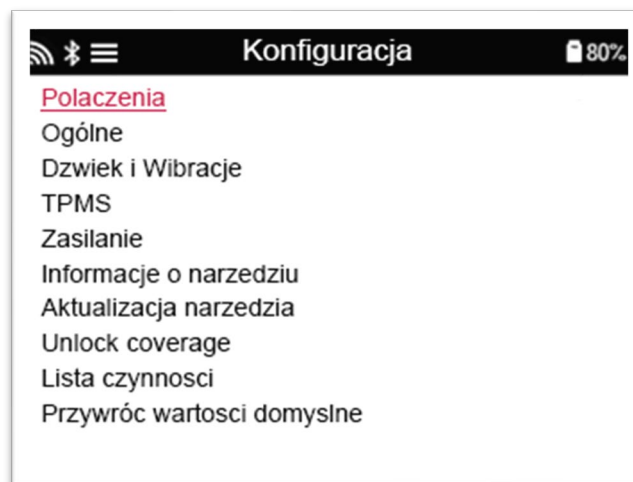 Konfiguracja
80%
Polaczenia
Ogólne
Dzwiek i Wibracje
TPMS
Zasilanie
Informacje o narzedziu
Aktualizacja narzedzia
Unlock coverage
Lista czynnosci
Przywróc wartosci domyslne